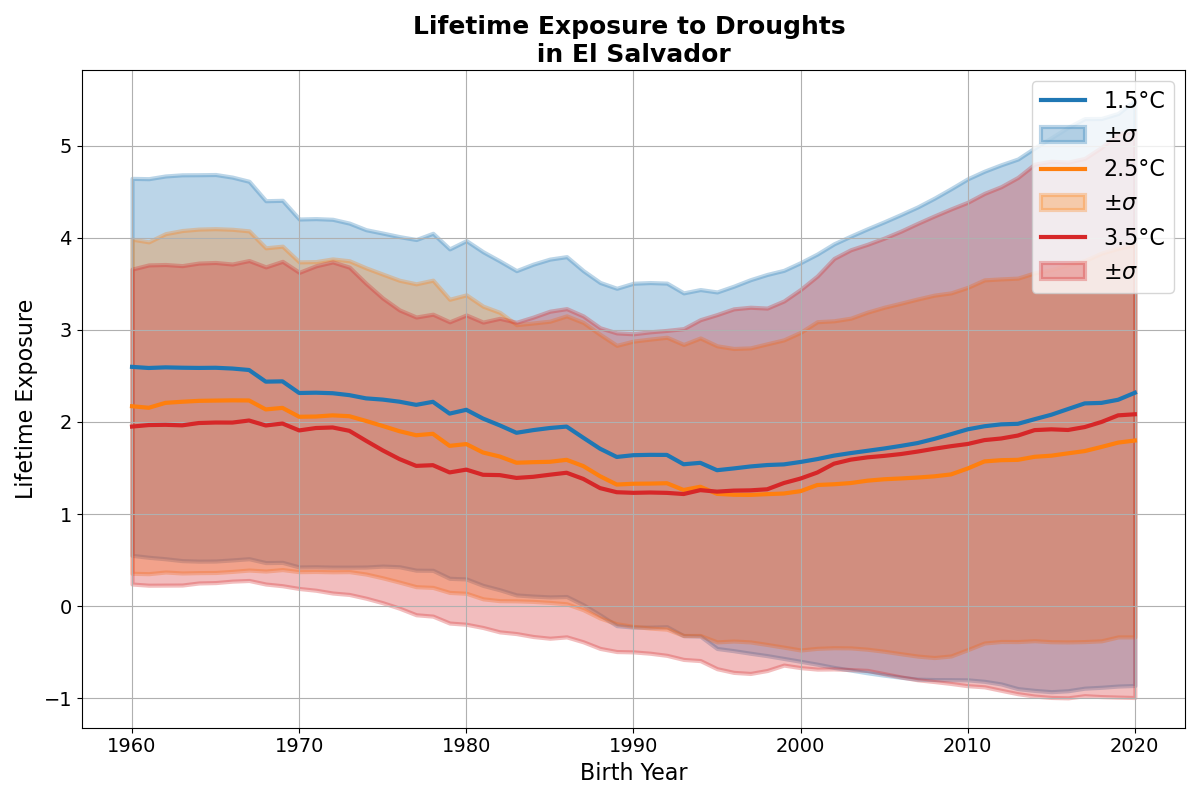 Lifetime Exposure to Droughts
in El Salvador
1.5°C
±σ
2.5°C
±σ
3.5°C
±σ
Lifetime Exposure
5
4
3
2
1
0
−1
1960 1970 1980 1990 2000 2010 2020
Birth Year